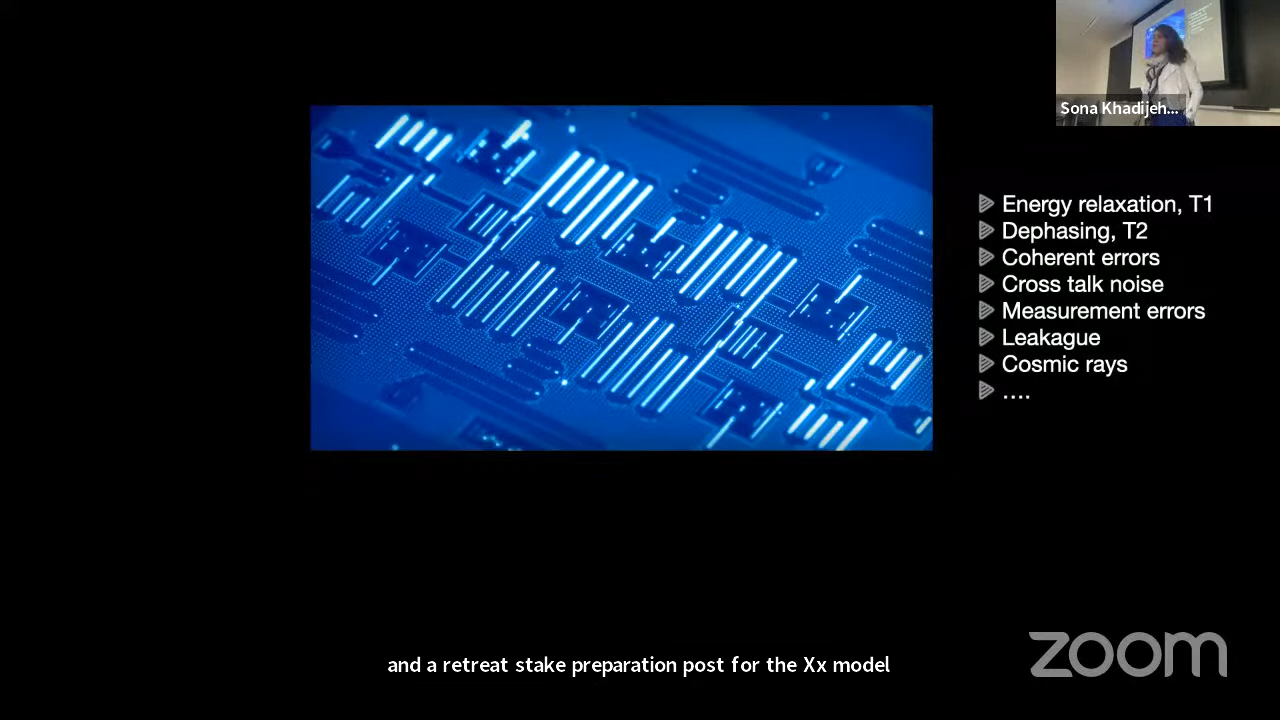 Sona Khadijeh...
Energy relaxation, T1
Dephasing, T2
Coherent errors
Cross talk noise
Measurement errors
Leakague
Cosmic rays
....
and a retreat stake preparation post for the Xx model
zoom